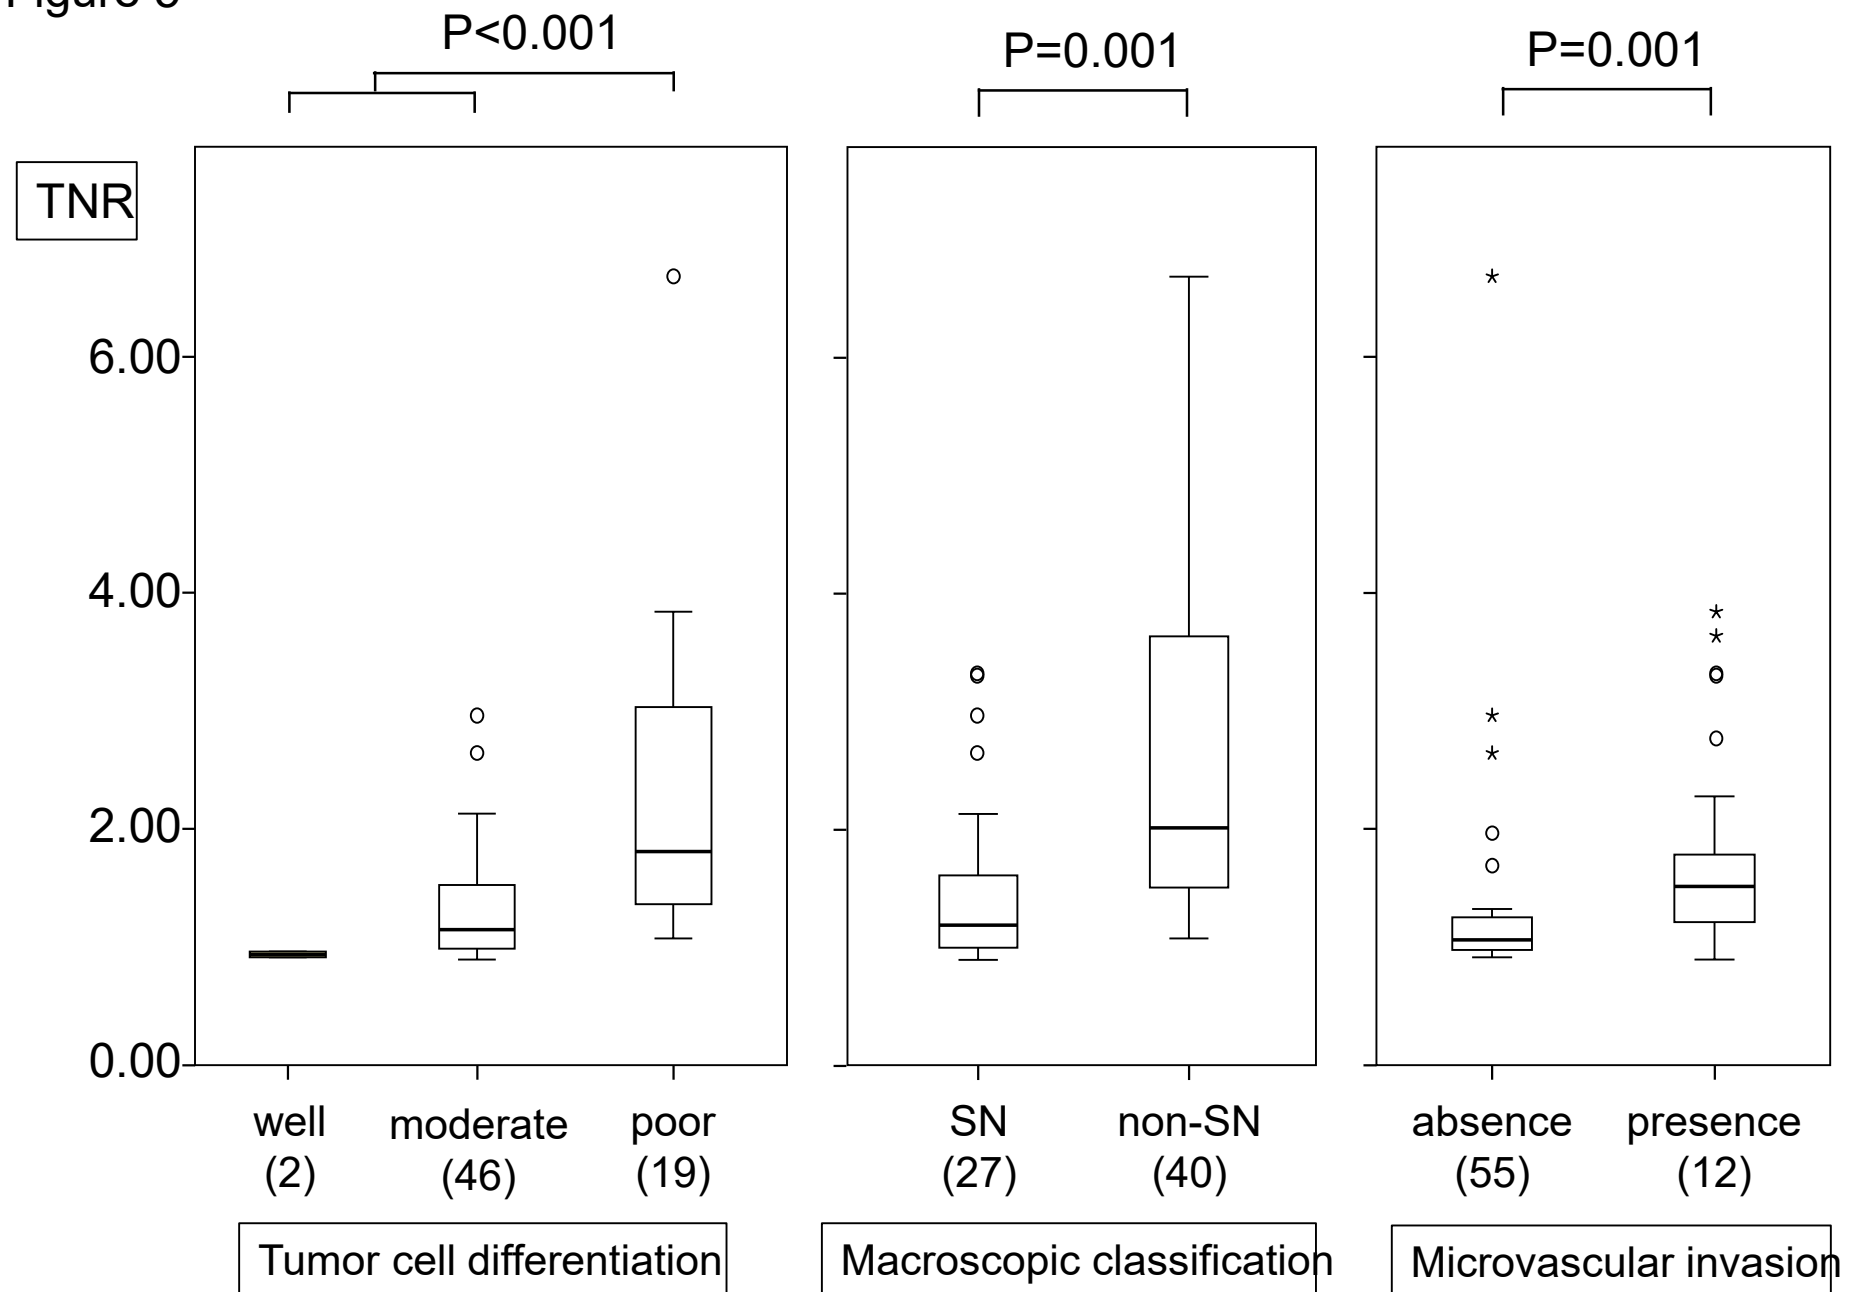 P<0.001
P=0.001
P=0.001
TNR
6.00
4.00
2.00
0.00
well
moderate
poor
SN
non-SN
absence
presence
(2)
(46)
(19)
(27)
(40)
(55)
(12)
Tumor cell differentiation
Macroscopic classification
Microvascular invasion